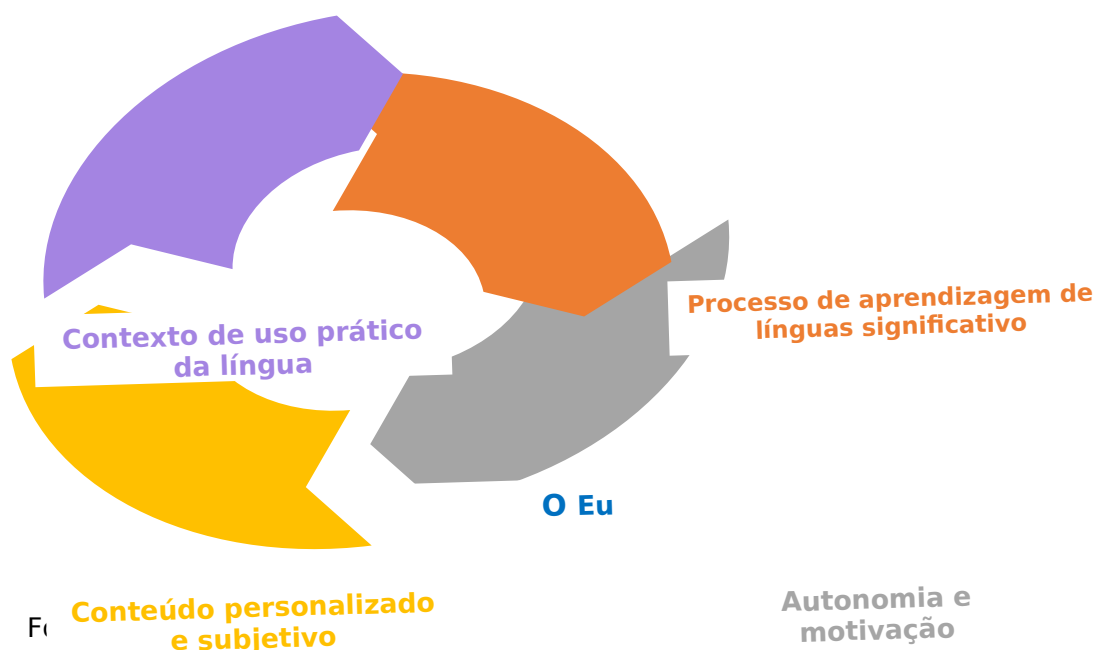 Processo de aprendizagem de
línguas significativo
Contexto de uso prático
da língua
O Eu
Conteúdo personalizado
e subjetivo
Autonomia e
motivação